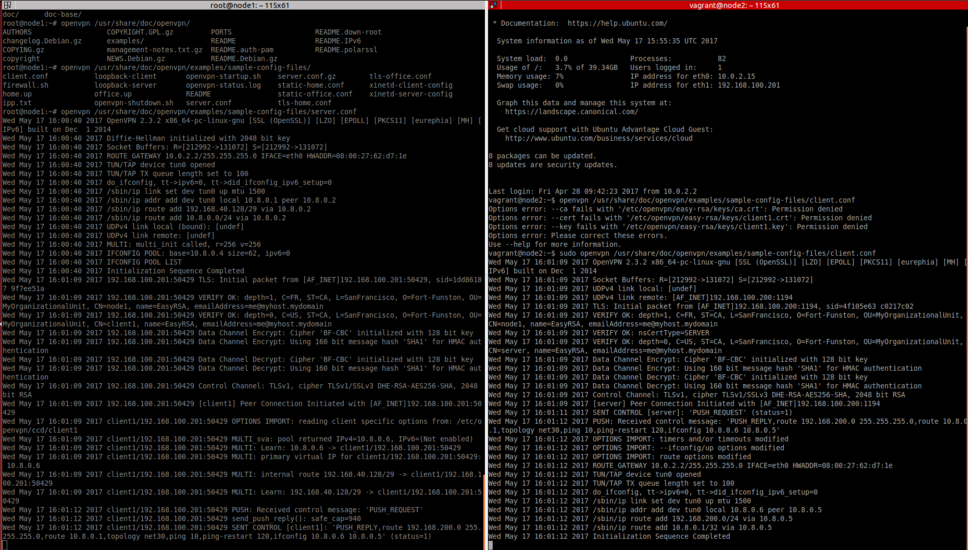 root@node1: ~ 115x61
doc/      doc-base/
root@node1:~# openvpn /usr/share/doc/openvpn/
AUTHORS                  COPYRIGHT.GPL.gz         PORTS                    README.down-root
changelog.Debian.gz      examples/                README                   README.IPv6
COPYING.gz               management-notes.txt.gz  README.auth-pam          README.polarssl
copyright                NEWS.Debian.gz           README.Debian.gz
root@node1:~# openvpn /usr/share/doc/openvpn/examples/sample-config-files/
client.conf           loopback-client       openvpn-startup.sh    server.conf.gz        tls-office.conf
firewall.sh           loopback-server       openvpn-status.log    static-home.conf      xinetd-client-config
home.up               office.up             README                static-office.conf    xinetd-server-config
ipp.txt               openvpn-shutdown.sh   server.conf           tls-home.conf
root@node1:~# openvpn /usr/share/doc/openvpn/examples/sample-config-files/server.conf
Wed May 17 16:00:40 2017 OpenVPN 2.3.2 x86_64-pc-linux-gnu [SSL (OpenSSL)] [LZO] [EPOLL] [PKCS11] [eurephia] [MH] [
IPv6] built on Dec  1 2014
Wed May 17 16:00:40 2017 Diffie-Hellman initialized with 2048 bit key
Wed May 17 16:00:40 2017 Socket Buffers: R=[212992->131072] S=[212992->131072]
Wed May 17 16:00:40 2017 ROUTE_GATEWAY 10.0.2.2/255.255.255.0 IFACE=eth0 HWADDR=08:00:27:62:d7:1e
Wed May 17 16:00:40 2017 TUN/TAP device tun0 opened
Wed May 17 16:00:40 2017 TUN/TAP TX queue length set to 100
Wed May 17 16:00:40 2017 do_ifconfig, tt->ipv6=0, tt->did_ifconfig_ipv6_setup=0
Wed May 17 16:00:40 2017 /sbin/ip link set dev tun0 up mtu 1500
Wed May 17 16:00:40 2017 /sbin/ip addr add dev tun0 local 10.8.0.1 peer 10.8.0.2
Wed May 17 16:00:40 2017 /sbin/ip route add 192.168.40.128/29 via 10.8.0.2
Wed May 17 16:00:40 2017 /sbin/ip route add 10.8.0.0/24 via 10.8.0.2
Wed May 17 16:00:40 2017 UDPv4 link local (bound): [undef]
Wed May 17 16:00:40 2017 UDPv4 link remote: [undef]
Wed May 17 16:00:40 2017 MULTI: multi_init called, r=256 v=256
Wed May 17 16:00:40 2017 IFCONFIG POOL: base=10.8.0.4 size=62, ipv6=0
Wed May 17 16:00:40 2017 IFCONFIG POOL LIST
Wed May 17 16:00:40 2017 Initialization Sequence Completed
Wed May 17 16:01:09 2017 192.168.100.201:50429 TLS: Initial packet from [AF_INET]192.168.100.201:50429, sid=1dd8618
7 9f7ee51a
Wed May 17 16:01:09 2017 192.168.100.201:50429 VERIFY OK: depth=1, C=FR, ST=CA, L=SanFrancisco, O=Fort-Funston, OU=
MyOrganizationalUnit, CN=node1, name=EasyRSA, emailAddress=me@myhost.mydomain
Wed May 17 16:01:09 2017 192.168.100.201:50429 VERIFY OK: depth=0, C=US, ST=CA, L=SanFrancisco, O=Fort-Funston, OU=
MyOrganizationalUnit, CN=client1, name=EasyRSA, emailAddress=me@myhost.mydomain
Wed May 17 16:01:09 2017 192.168.100.201:50429 Data Channel Encrypt: Cipher 'BF-CBC' initialized with 128 bit key
Wed May 17 16:01:09 2017 192.168.100.201:50429 Data Channel Encrypt: Using 160 bit message hash 'SHA1' for HMAC aut
hentication
Wed May 17 16:01:09 2017 192.168.100.201:50429 Data Channel Decrypt: Cipher 'BF-CBC' initialized with 128 bit key
Wed May 17 16:01:09 2017 192.168.100.201:50429 Data Channel Decrypt: Using 160 bit message hash 'SHA1' for HMAC aut
hentication
Wed May 17 16:01:09 2017 192.168.100.201:50429 Control Channel: TLSv1, cipher TLSv1/SSLv3 DHE-RSA-AES256-SHA, 2048
bit RSA
Wed May 17 16:01:09 2017 192.168.100.201:50429 [client1] Peer Connection Initiated with [AF_INET]192.168.100.201:50
429
Wed May 17 16:01:09 2017 client1/192.168.100.201:50429 OPTIONS IMPORT: reading client specific options from: /etc/o
penvpn/ccd/client1
Wed May 17 16:01:09 2017 client1/192.168.100.201:50429 MULTI_sva: pool returned IPv4=10.8.0.6, IPv6=(Not enabled)
Wed May 17 16:01:09 2017 client1/192.168.100.201:50429 MULTI: Learn: 10.8.0.6 -> client1/192.168.100.201:50429
Wed May 17 16:01:09 2017 client1/192.168.100.201:50429 MULTI: primary virtual IP for client1/192.168.100.201:50429:
 10.8.0.6
Wed May 17 16:01:09 2017 client1/192.168.100.201:50429 MULTI: internal route 192.168.40.128/29 -> client1/192.168.1
00.201:50429
Wed May 17 16:01:09 2017 client1/192.168.100.201:50429 MULTI: Learn: 192.168.40.128/29 -> client1/192.168.100.201:5
0429
Wed May 17 16:01:12 2017 client1/192.168.100.201:50429 PUSH: Received control message: 'PUSH_REQUEST'
Wed May 17 16:01:12 2017 client1/192.168.100.201:50429 send_push_reply(): safe_cap=940
Wed May 17 16:01:12 2017 client1/192.168.100.201:50429 SENT CONTROL [client1]: 'PUSH_REPLY,route 192.168.200.0 255.
255.255.0,route 10.8.0.1,topology net30,ping 10,ping-restart 120,ifconfig 10.8.0.6 10.8.0.5' (status=1)
vagrant@node2: ~ 115x61
 * Documentation:  https://help.ubuntu.com/
  System information as of Wed May 17 15:55:35 UTC 2017
  System load:  0.0               Processes:           82
  Usage of /:   3.7% of 39.34GB   Users logged in:     1
  Memory usage: 7%                IP address for eth0: 10.0.2.15
  Swap usage:   0%                IP address for eth1: 192.168.100.201
  Graph this data and manage this system at:
    https://landscape.canonical.com/
  Get cloud support with Ubuntu Advantage Cloud Guest:
    http://www.ubuntu.com/business/services/cloud
8 packages can be updated.
8 updates are security updates.
Last login: Fri Apr 28 09:42:23 2017 from 10.0.2.2
vagrant@node2:~$ openvpn /usr/share/doc/openvpn/examples/sample-config-files/client.conf
Options error: --ca fails with '/etc/openvpn/easy-rsa/keys/ca.crt': Permission denied
Options error: --cert fails with '/etc/openvpn/easy-rsa/keys/client1.crt': Permission denied
Options error: --key fails with '/etc/openvpn/easy-rsa/keys/client1.key': Permission denied
Options error: Please correct these errors.
Use --help for more information.
vagrant@node2:~$ sudo openvpn /usr/share/doc/openvpn/examples/sample-config-files/client.conf
Wed May 17 16:01:09 2017 OpenVPN 2.3.2 x86_64-pc-linux-gnu [SSL (OpenSSL)] [LZO] [EPOLL] [PKCS11] [eurephia] [MH] [
IPv6] built on Dec  1 2014
Wed May 17 16:01:09 2017 Socket Buffers: R=[212992->131072] S=[212992->131072]
Wed May 17 16:01:09 2017 UDPv4 link local: [undef]
Wed May 17 16:01:09 2017 UDPv4 link remote: [AF_INET]192.168.100.200:1194
Wed May 17 16:01:09 2017 TLS: Initial packet from [AF_INET]192.168.100.200:1194, sid=4f105e63 c0217c02
Wed May 17 16:01:09 2017 VERIFY OK: depth=1, C=FR, ST=CA, L=SanFrancisco, O=Fort-Funston, OU=MyOrganizationalUnit,
CN=node1, name=EasyRSA, emailAddress=me@myhost.mydomain
Wed May 17 16:01:09 2017 VERIFY OK: nsCertType=SERVER
Wed May 17 16:01:09 2017 VERIFY OK: depth=0, C=US, ST=CA, L=SanFrancisco, O=Fort-Funston, OU=MyOrganizationalUnit,
CN=server, name=EasyRSA, emailAddress=me@myhost.mydomain
Wed May 17 16:01:09 2017 Data Channel Encrypt: Cipher 'BF-CBC' initialized with 128 bit key
Wed May 17 16:01:09 2017 Data Channel Encrypt: Using 160 bit message hash 'SHA1' for HMAC authentication
Wed May 17 16:01:09 2017 Data Channel Decrypt: Cipher 'BF-CBC' initialized with 128 bit key
Wed May 17 16:01:09 2017 Data Channel Decrypt: Using 160 bit message hash 'SHA1' for HMAC authentication
Wed May 17 16:01:09 2017 Control Channel: TLSv1, cipher TLSv1/SSLv3 DHE-RSA-AES256-SHA, 2048 bit RSA
Wed May 17 16:01:09 2017 [server] Peer Connection Initiated with [AF_INET]192.168.100.200:1194
Wed May 17 16:01:11 2017 SENT CONTROL [server]: 'PUSH_REQUEST' (status=1)
Wed May 17 16:01:12 2017 PUSH: Received control message: 'PUSH_REPLY,route 192.168.200.0 255.255.255.0,route 10.8.0
.1,topology net30,ping 10,ping-restart 120,ifconfig 10.8.0.6 10.8.0.5'
Wed May 17 16:01:12 2017 OPTIONS IMPORT: timers and/or timeouts modified
Wed May 17 16:01:12 2017 OPTIONS IMPORT: --ifconfig/up options modified
Wed May 17 16:01:12 2017 OPTIONS IMPORT: route options modified
Wed May 17 16:01:12 2017 ROUTE_GATEWAY 10.0.2.2/255.255.255.0 IFACE=eth0 HWADDR=08:00:27:62:d7:1e
Wed May 17 16:01:12 2017 TUN/TAP device tun0 opened
Wed May 17 16:01:12 2017 TUN/TAP TX queue length set to 100
Wed May 17 16:01:12 2017 do_ifconfig, tt->ipv6=0, tt->did_ifconfig_ipv6_setup=0
Wed May 17 16:01:12 2017 /sbin/ip link set dev tun0 up mtu 1500
Wed May 17 16:01:12 2017 /sbin/ip addr add dev tun0 local 10.8.0.6 peer 10.8.0.5
Wed May 17 16:01:12 2017 /sbin/ip route add 192.168.200.0/24 via 10.8.0.5
Wed May 17 16:01:12 2017 /sbin/ip route add 10.8.0.1/32 via 10.8.0.5
Wed May 17 16:01:12 2017 Initialization Sequence Completed